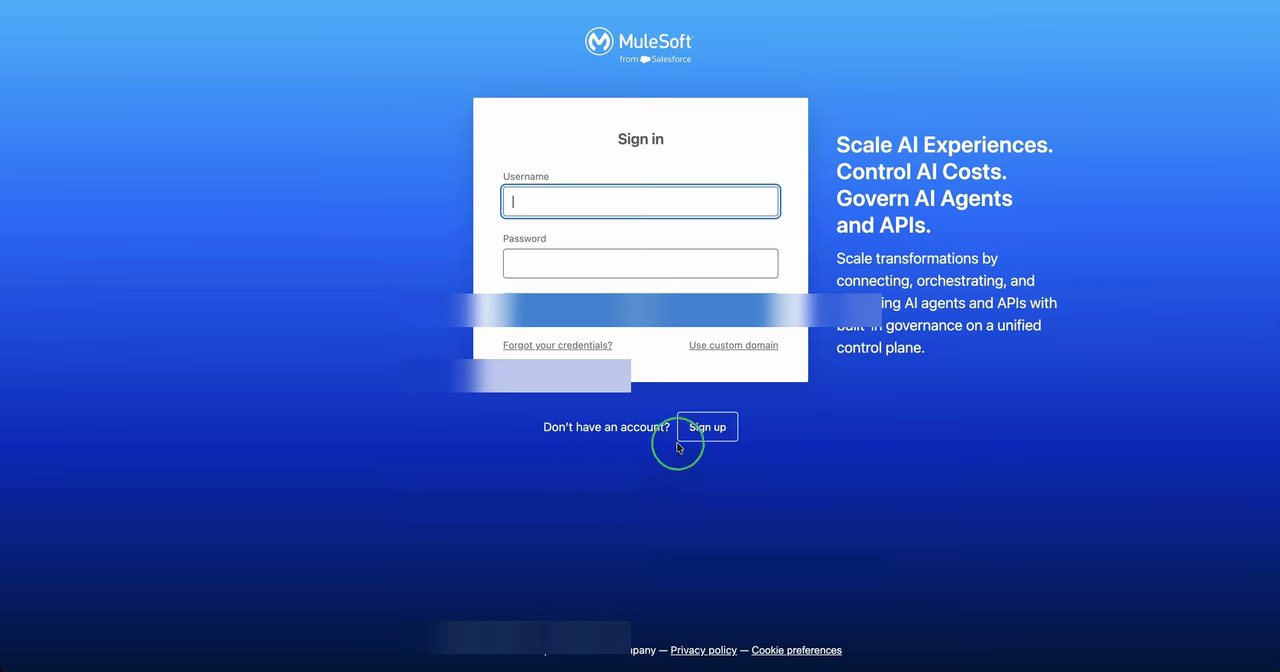 MuleSoft
from Salesforce
Sign in
Username
Password
Forgot your credentials?
Use custom domain
Don't have an account?
Sign up
Scale AI Experiences.
Control AI Costs.
Govern AI Agents
and APIs.
Scale transformations by
connecting, orchestrating, and
AI agents and APIs with
built-in governance on a unified
control plane.
— Privacy policy — Cookie preferences